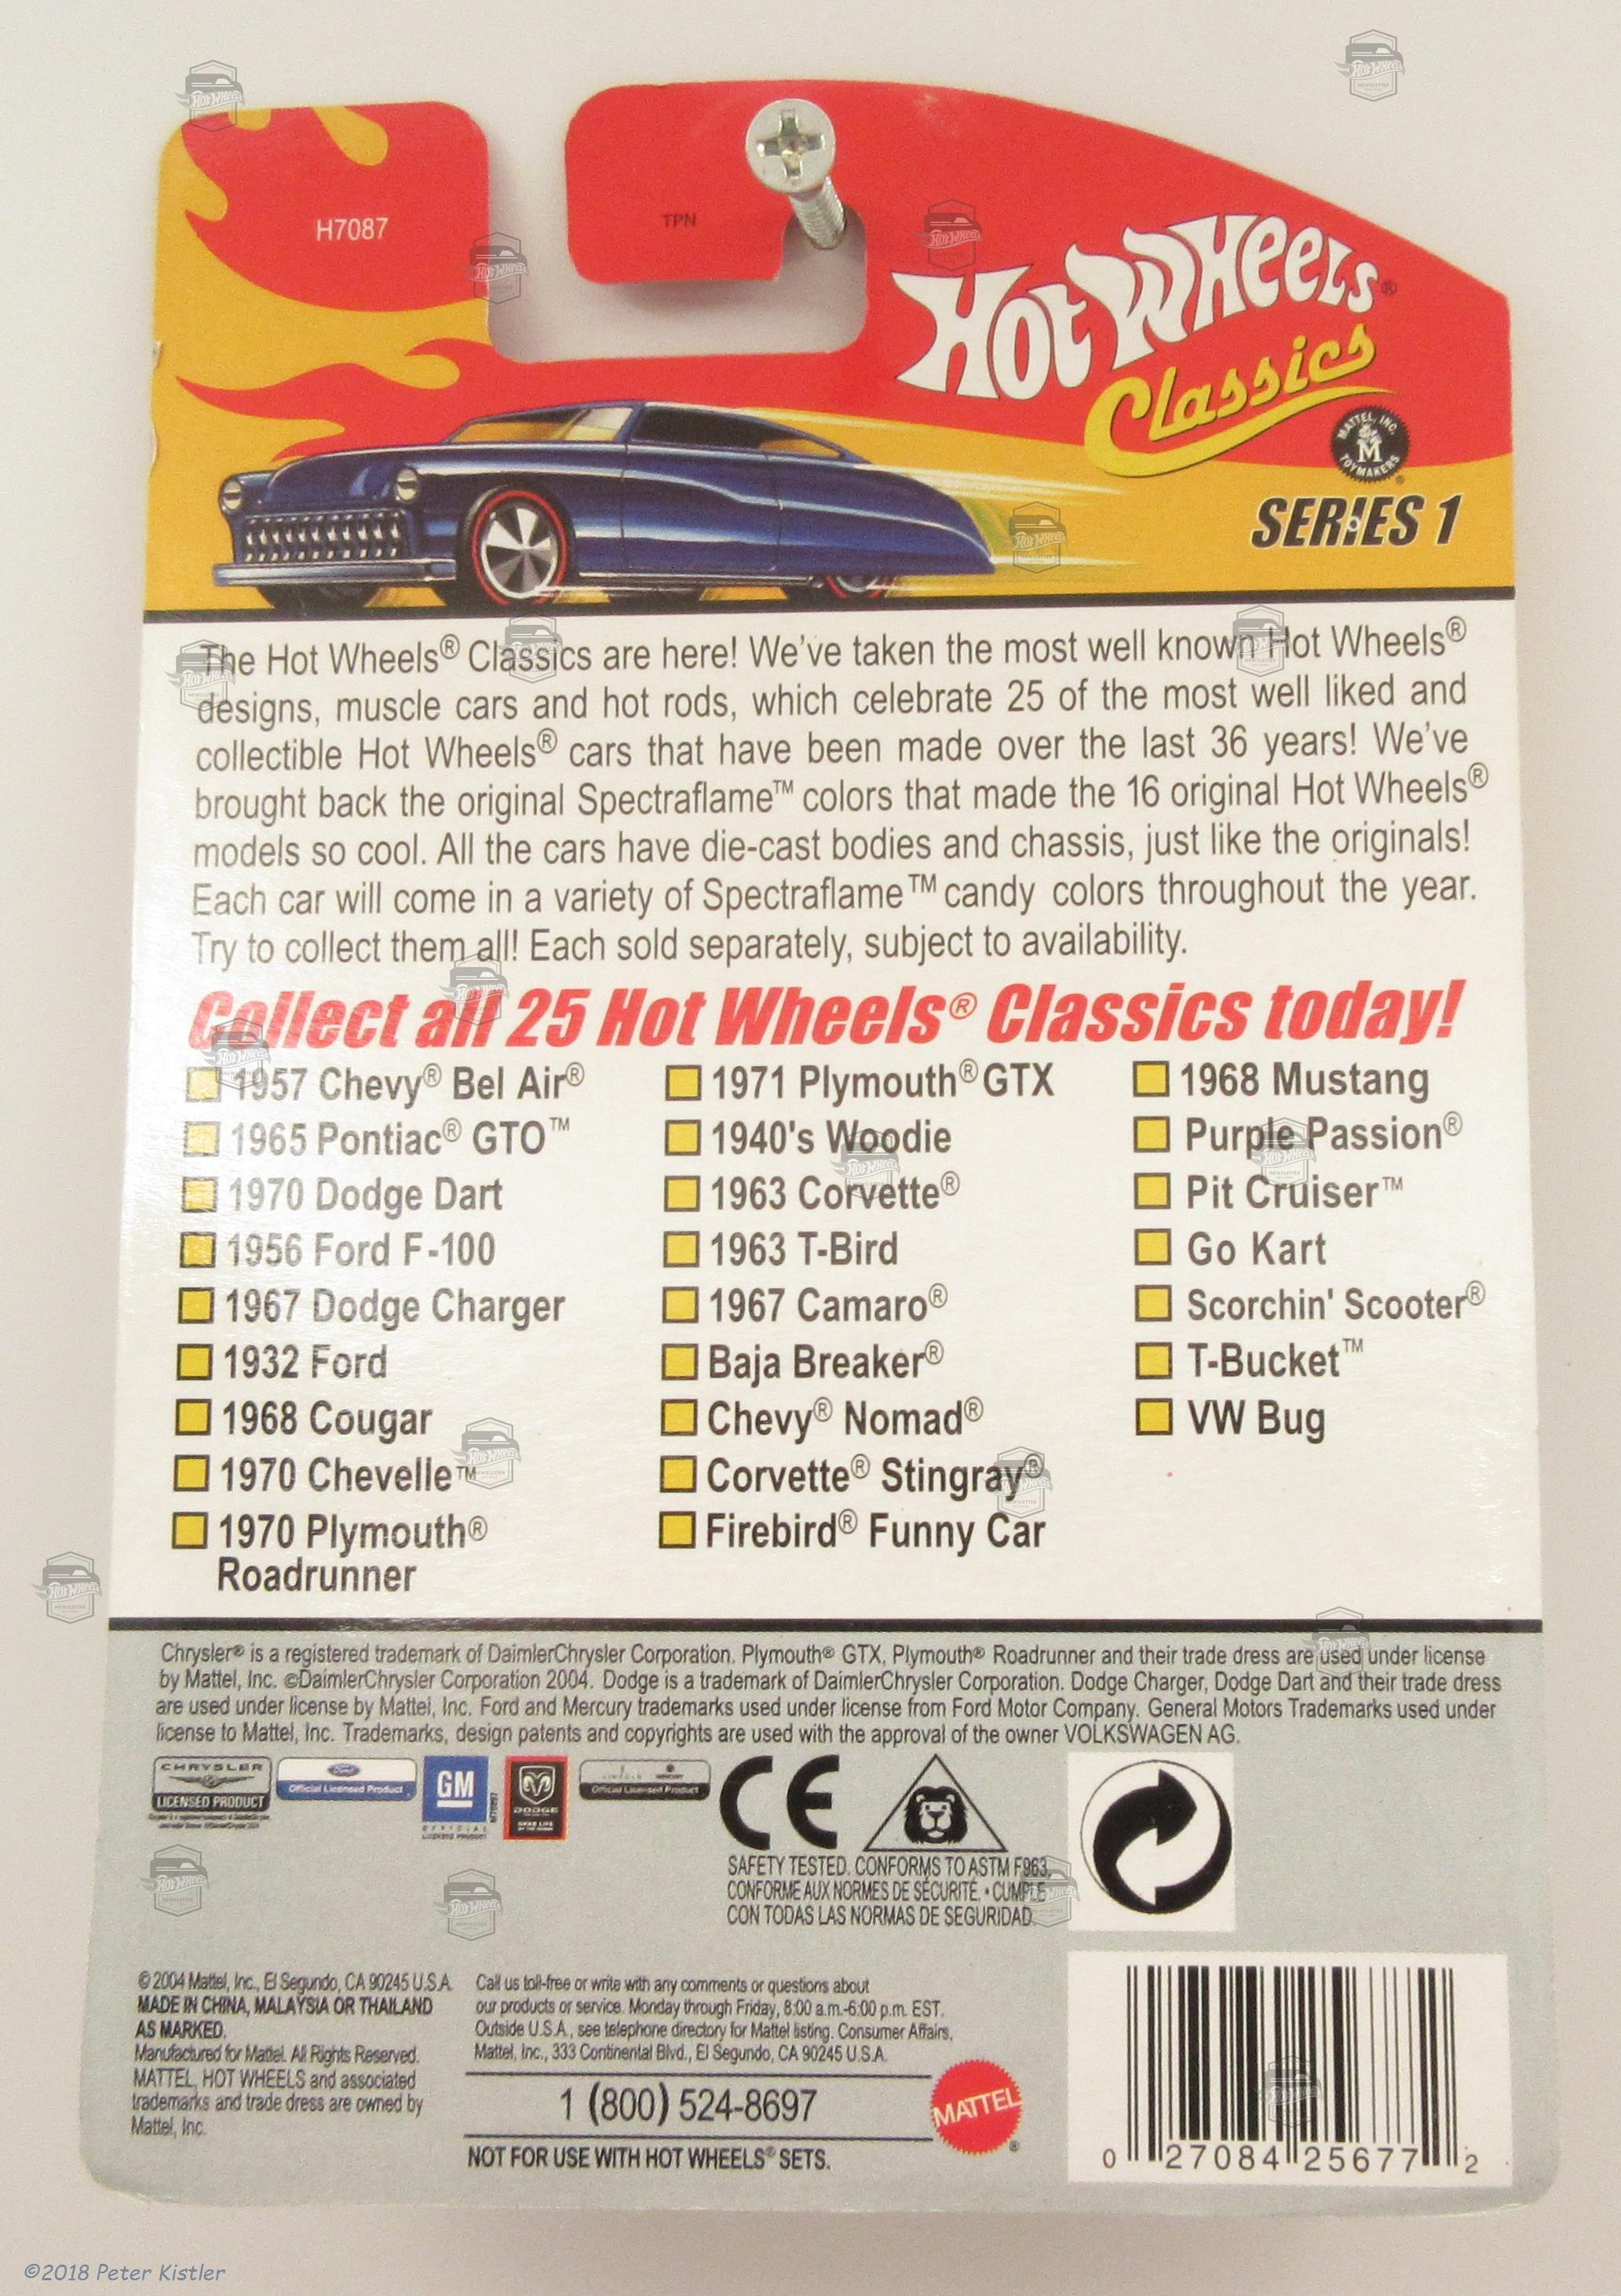 H7087
TPN
Hot Wheels®
Classics
MATTEL, INC.
M
TOYMAKERS
SERIES 1
The Hot Wheels® Classics are here! We've taken the most well known Hot Wheels®
designs, muscle cars and hot rods, which celebrate 25 of the most well liked and
collectible Hot Wheels® cars that have been made over the last 36 years! We've
brought back the original Spectraflame™ colors that made the 16 original Hot Wheels®
models so cool. All the cars have die-cast bodies and chassis, just like the originals!
Each car will come in a variety of Spectraflame™ candy colors throughout the year.
Try to collect them all! Each sold separately, subject to availability.
Collect all 25 Hot Wheels® Classics today!
1957 Chevy® Bel Air®
1965 Pontiac® GTO™
1970 Dodge Dart
1956 Ford F-100
1967 Dodge Charger
1932 Ford
1968 Cougar
1970 Chevelle™
1970 Plymouth®
Roadrunner
1971 Plymouth® GTX
1940's Woodie
1963 Corvette®
1963 T-Bird
1967 Camaro®
Baja Breaker®
Chevy® Nomad®
Corvette® Stingray®
Firebird® Funny Car
1968 Mustang
Purple Passion®
Pit Cruiser™
Go Kart
Scorchin' Scooter®
T-Bucket™
VW Bug
Chrysler® is a registered trademark of DaimlerChrysler Corporation. Plymouth® GTX, Plymouth® Roadrunner and their trade dress are used under license
by Mattel, Inc. ©DaimlerChrysler Corporation 2004. Dodge is a trademark of DaimlerChrysler Corporation. Dodge Charger, Dodge Dart and their trade dress
are used under license by Mattel, Inc. Ford and Mercury trademarks used under license from Ford Motor Company. General Motors Trademarks used under
license to Mattel, Inc. Trademarks, design patents and copyrights are used with the approval of the owner VOLKSWAGEN AG.
CHRYSLER
LICENSED PRODUCT
Ford
Official Licensed Product
GM
OFFICIAL
LICENSED PRODUCT
DODGE
LINCOLN MERCURY
Official Licensed Product
CE
SAFETY TESTED. CONFORMS TO ASTM F963.
CONFORME AUX NORMES DE SÉCURITÉ. • CUMPLE
CON TODAS LAS NORMAS DE SEGURIDAD.
© 2004 Mattel, Inc., El Segundo, CA 90245 U.S.A.
MADE IN CHINA, MALAYSIA OR THAILAND
AS MARKED.
Manufactured for Mattel. All Rights Reserved.
MATTEL, HOT WHEELS and associated
trademarks and trade dress are owned by
Mattel, Inc.
Call us toll-free or write with any comments or questions about
our products or service. Monday through Friday, 8:00 a.m.-6:00 p.m. EST.
Outside U.S.A., see telephone directory for Mattel listing. Consumer Affairs,
Mattel, Inc., 333 Continental Blvd., El Segundo, CA 90245 U.S.A.
1 (800) 524-8697
NOT FOR USE WITH HOT WHEELS® SETS.
MATTEL®
0 27084 25677 2
©2018 Peter Kistler